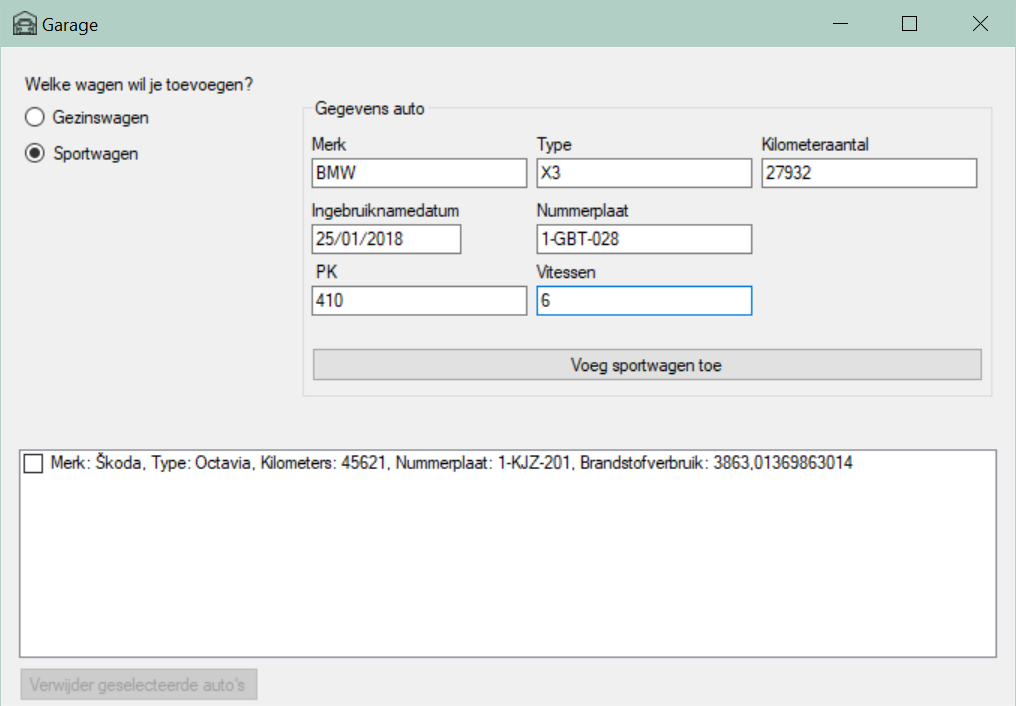 Garage
Welke wagen wil je toevoegen?
Gezinswagen
Sportwagen
Gegevens auto
Merk Type Kilometeraantal
BMW X3 27932
Ingebruiknamedatum Nummerplaat
25/01/2018 1-GBT-028
PK Vitessen
410 6
Voeg sportwagen toe
Merk: Škoda, Type: Octavia, Kilometers: 45621, Nummerplaat: 1-KJZ-201, Brandstofverbruik: 3863,01369863014
Verwijder geselecteerde auto's